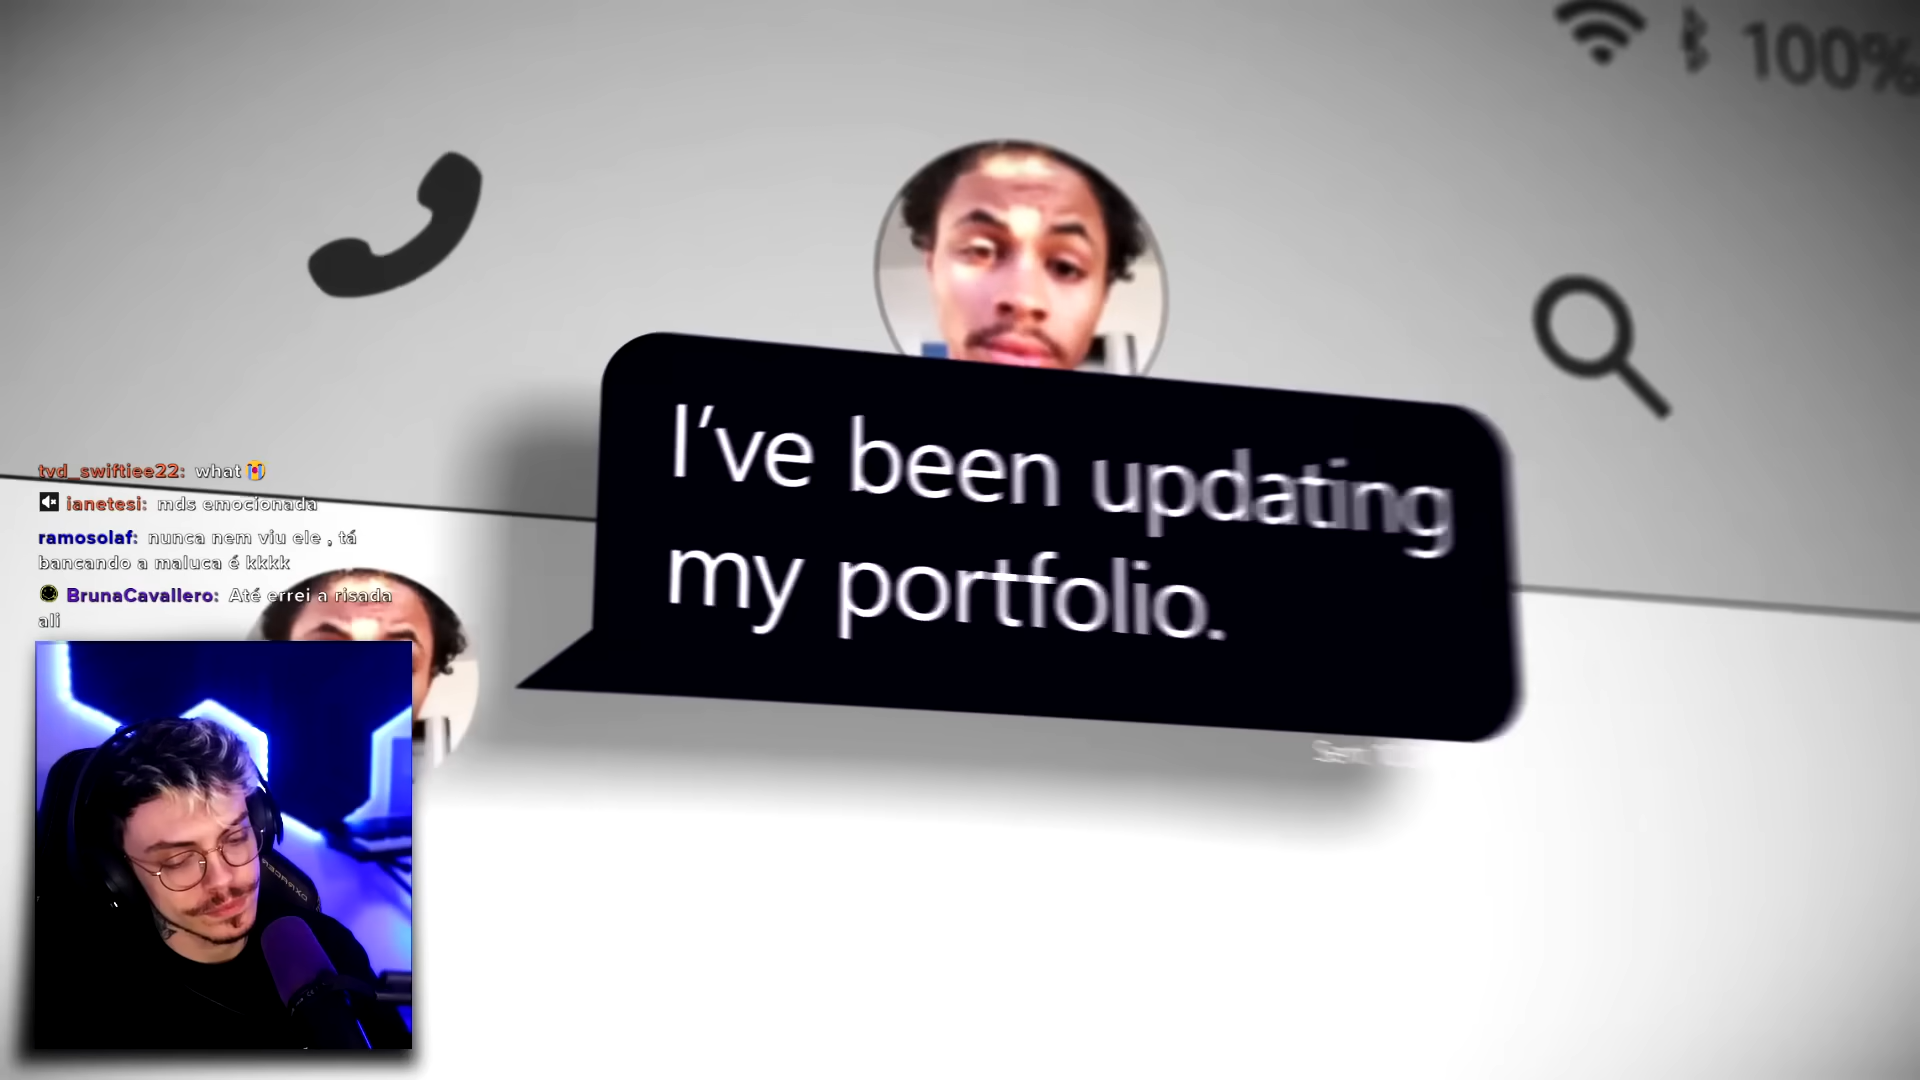 100%
I've been updating
my portfolio.
tvd_swiftiee22: what 😭
ianetesi: mds emocionada
ramosolaf: nunca nem viu ele , tá
bancando a maluca é kkkk
BrunaCavallero: Até errei a risada
ali